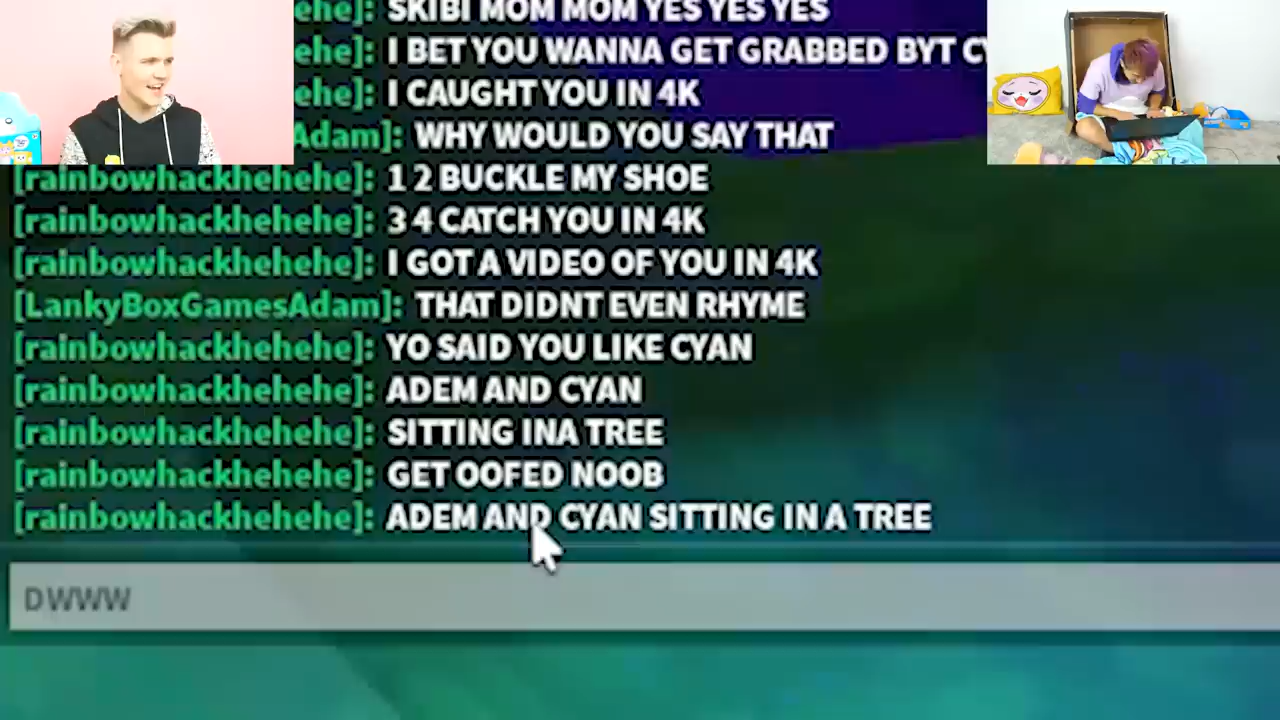 ehe]: SKIBI MOM MOM YES YES YES
ehe]: I BET YOU WANNA GET GRABBED BYT
ehe]: I CAUGHT YOU IN 4K
Adam]: WHY WOULD YOU SAY THAT
[rainbowhackhehehe]: 1 2 BUCKLE MY SHOE
[rainbowhackhehehe]: 3 4 CATCH YOU IN 4K
[rainbowhackhehehe]: I GOT A VIDEO OF YOU IN 4K
[LankyBoxGamesAdam]: THAT DIDNT EVEN RHYME
[rainbowhackhehehe]: YO SAID YOU LIKE CYAN
[rainbowhackhehehe]: ADEM AND CYAN
[rainbowhackhehehe]: SITTING INA TREE
[rainbowhackhehehe]: GET OOFED NOOB
[rainbowhackhehehe]: ADEM AND CYAN SITTING IN A TREE
DWWW